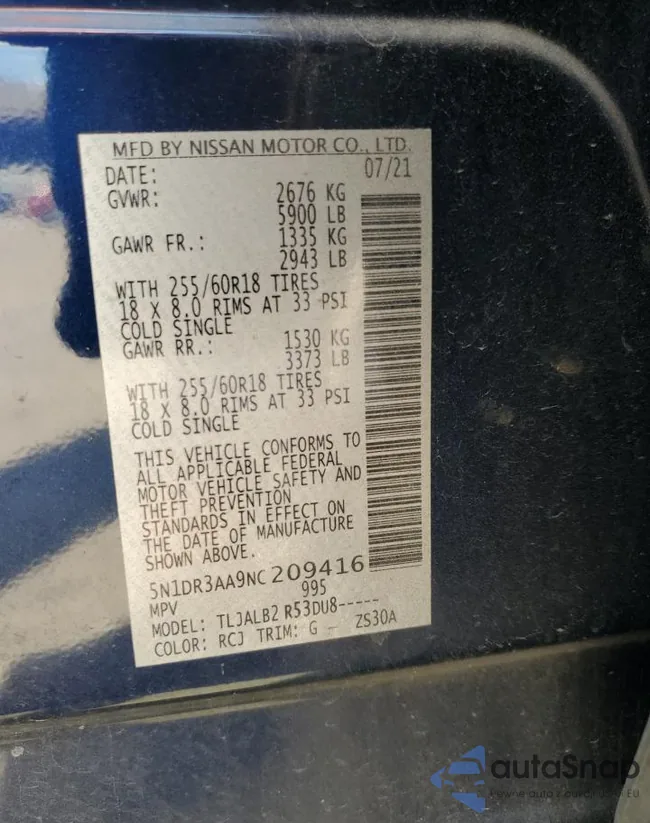 MFD BY NISSAN MOTOR CO., LTD.
DATE: 07/21
GVWR: 2676 KG
5900 LB
GAWR FR.: 1335 KG
2943 LB
WITH 255/60R18 TIRES
18 X 8.0 RIMS AT 33 PSI
COLD SINGLE
GAWR RR.: 1530 KG
3373 LB
WITH 255/60R18 TIRES
18 X 8.0 RIMS AT 33 PSI
COLD SINGLE
THIS VEHICLE CONFORMS TO
ALL APPLICABLE FEDERAL
MOTOR VEHICLE SAFETY AND
THEFT PREVENTION
STANDARDS IN EFFECT ON
THE DATE OF MANUFACTURE
SHOWN ABOVE.
5N1DR3AA9NC209416
MPV 995
MODEL: TLJALB2 R53DU8-----
COLOR: RCJ TRIM: G - ZS30A
autaSnap